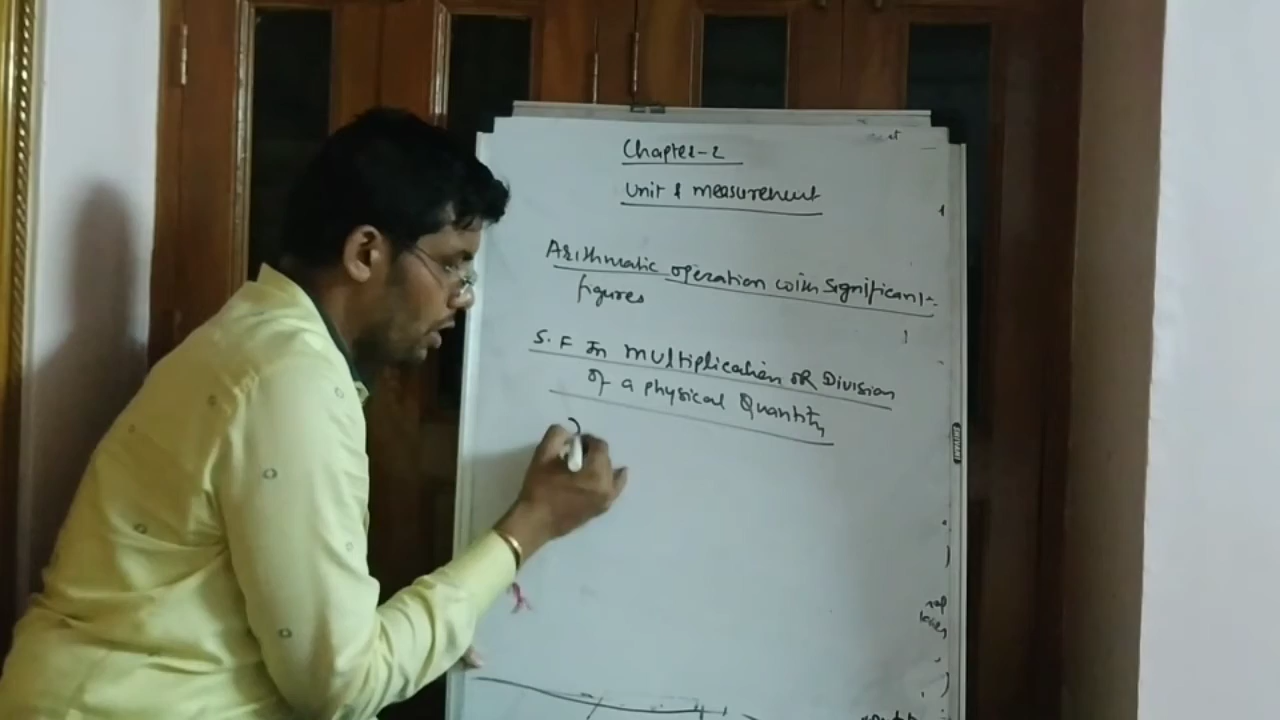 Chapter-2
Unit & measurement
Arithmatic operation with significant
figures
S.F In multiplication OR Division
of a physical Quantity